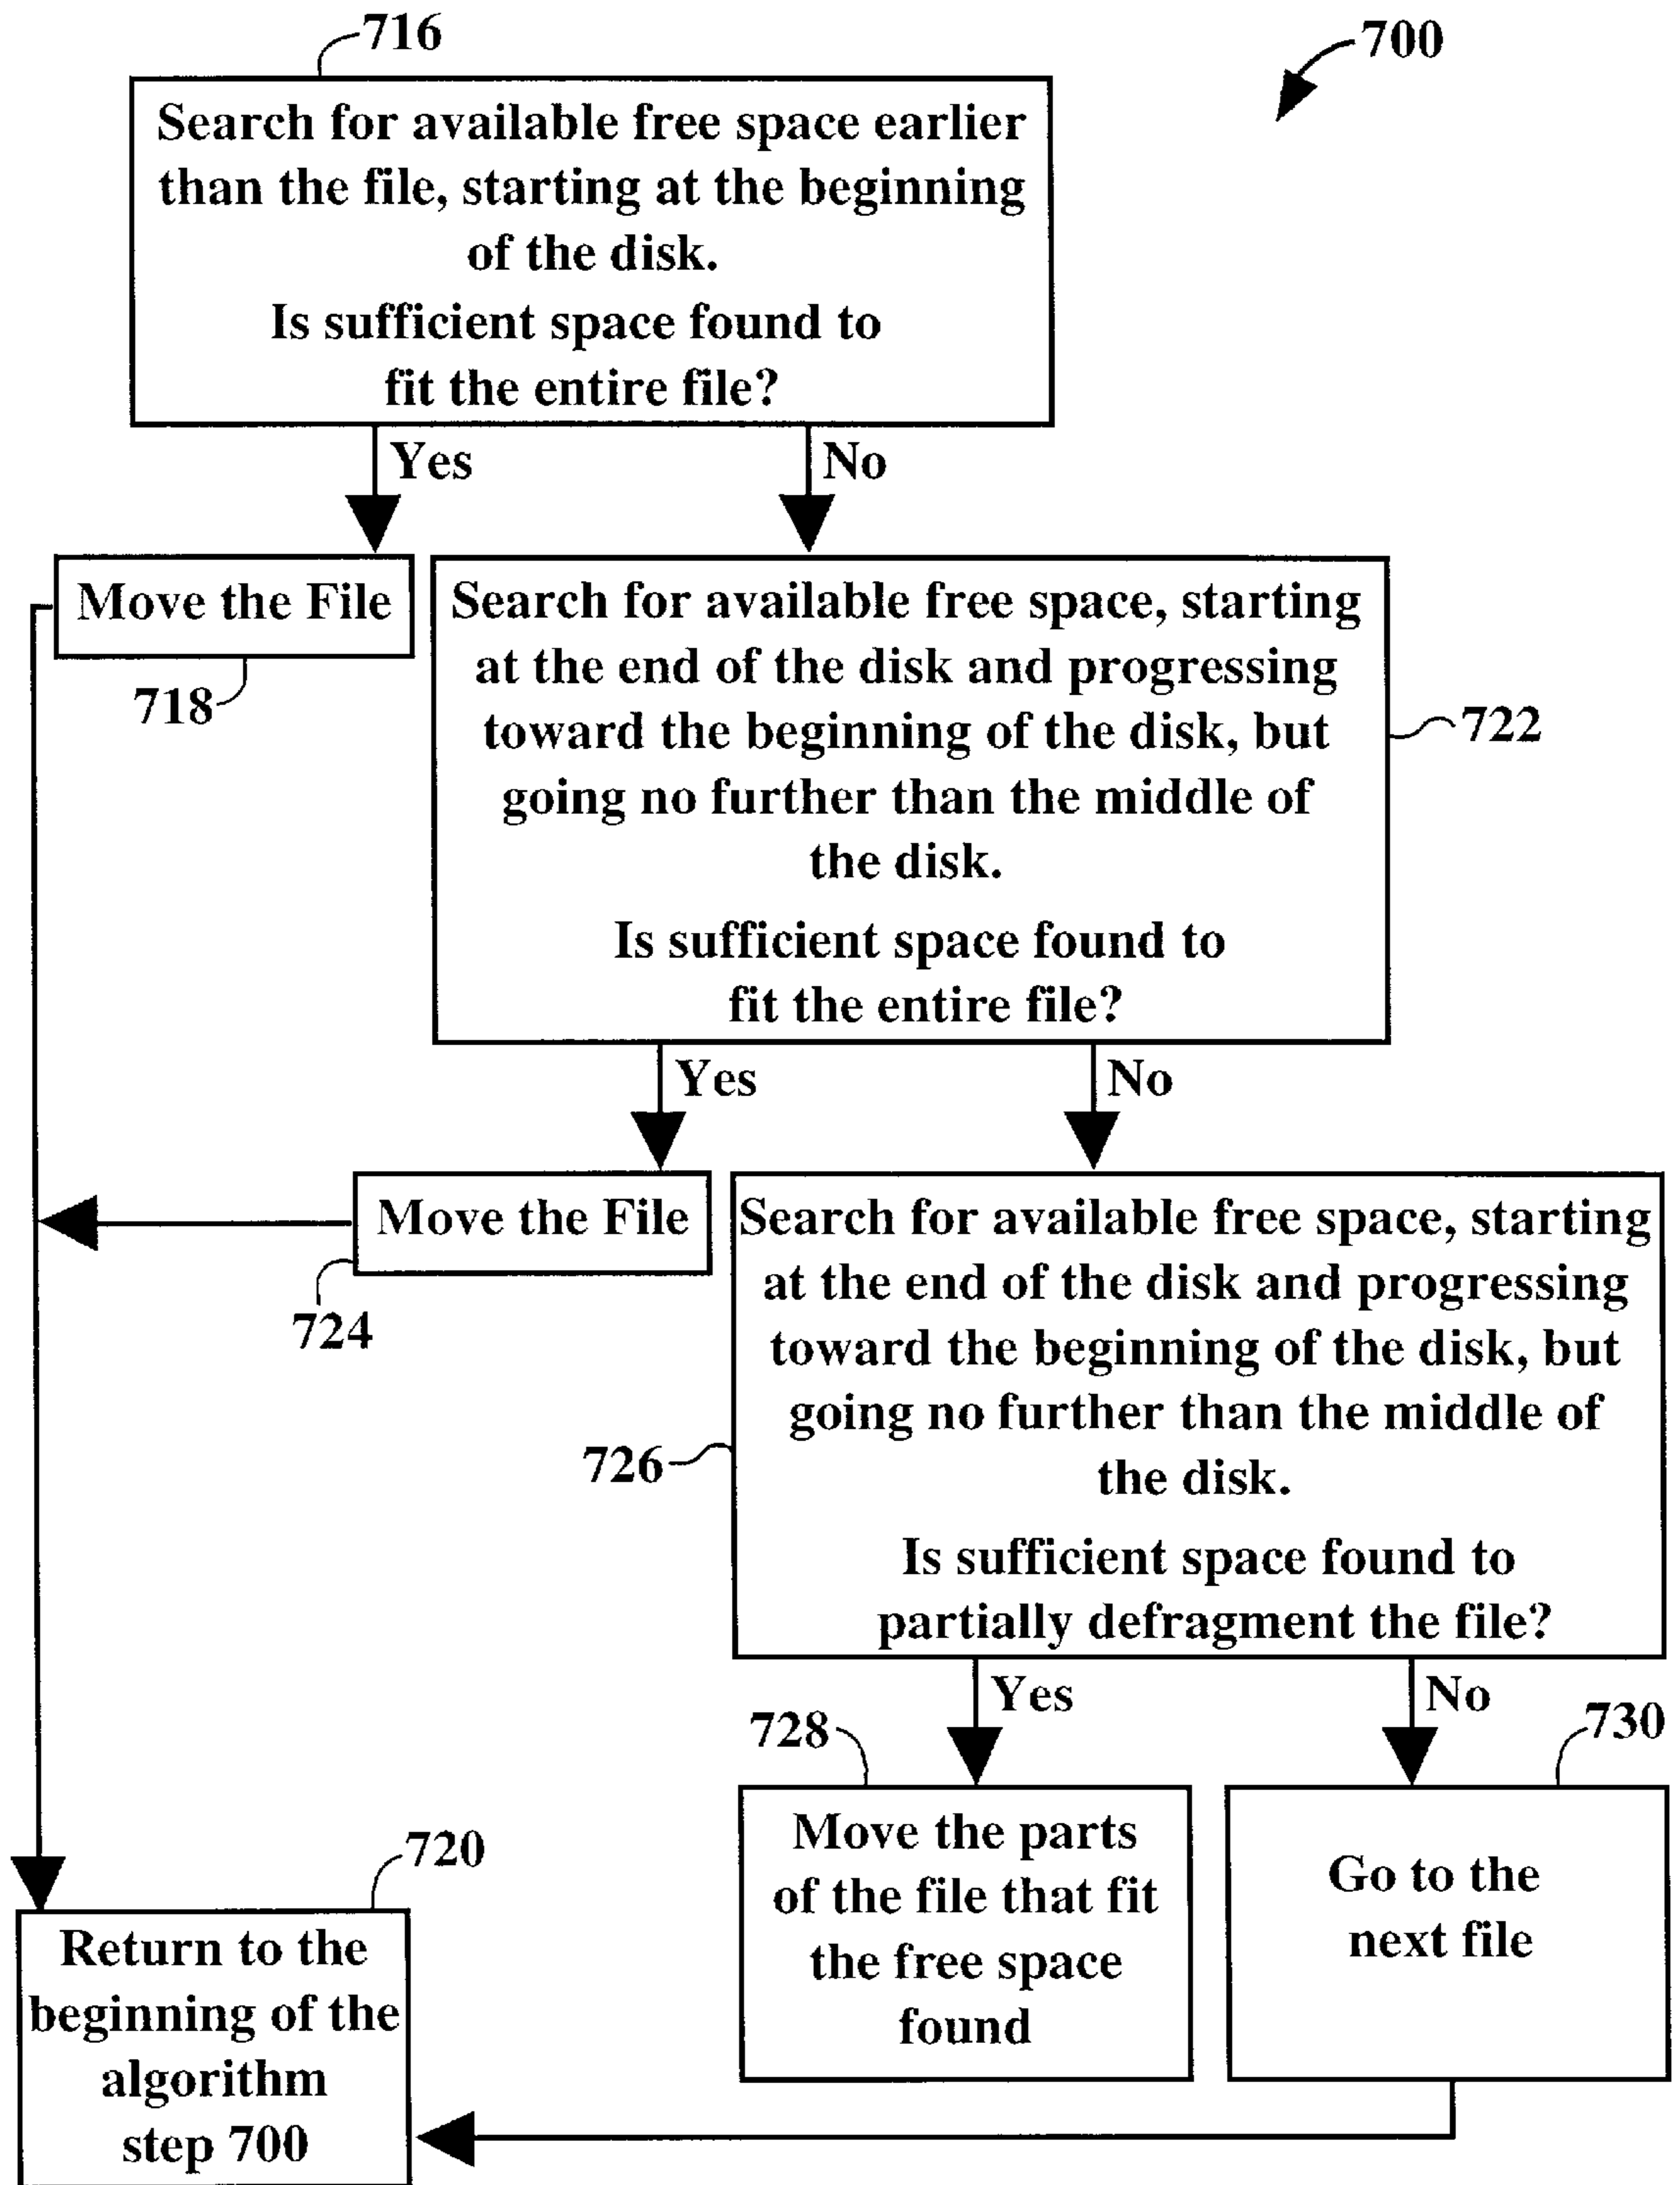 716
700
Search for available free space earlier
than the file, starting at the beginning
of the disk.
Is sufficient space found to
fit the entire file?
Yes
No
Move the File
718
Search for available free space, starting
at the end of the disk and progressing
toward the beginning of the disk, but
going no further than the middle of
the disk.
Is sufficient space found to
fit the entire file?
722
Yes
No
Move the File
724
Search for available free space, starting
at the end of the disk and progressing
toward the beginning of the disk, but
going no further than the middle of
the disk.
Is sufficient space found to
partially defragment the file?
726
Yes
No
728
730
Move the parts
of the file that fit
the free space
found
Go to the
next file
720
Return to the
beginning of the
algorithm
step 700